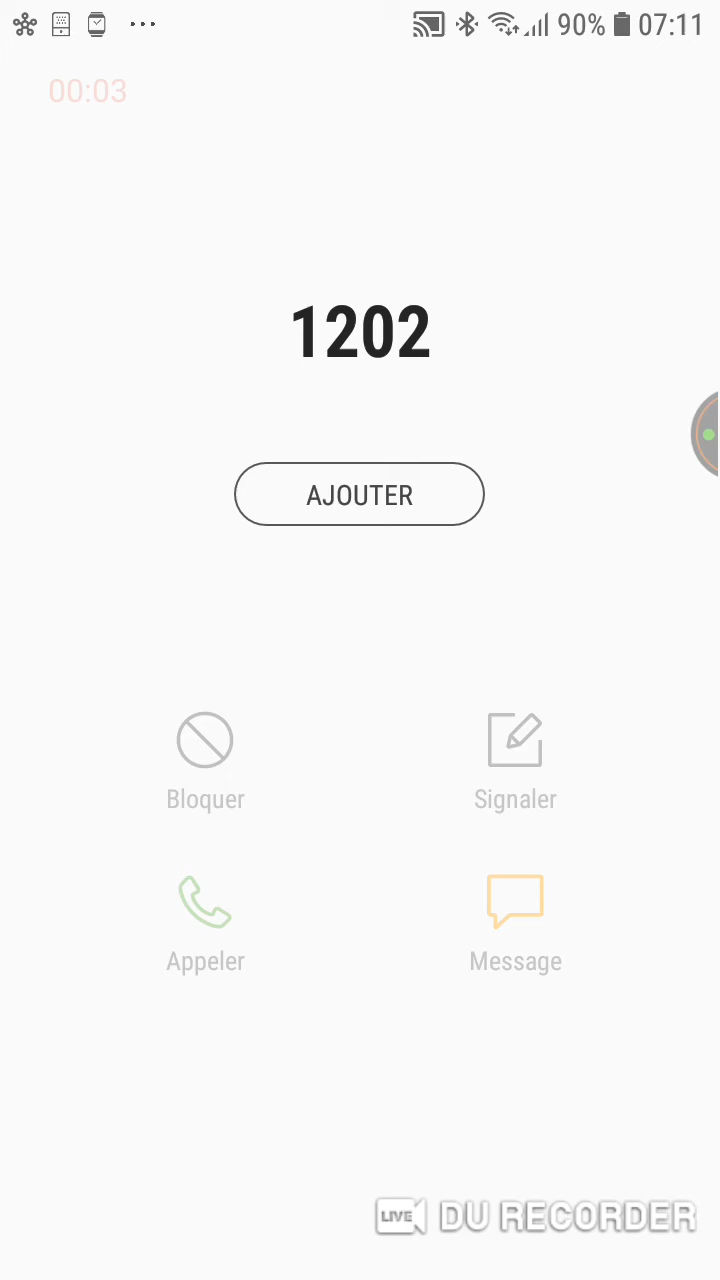 90% 07:11
00:03
1202
AJOUTER
Bloquer Signaler
Appeler Message
LIVE DU RECORDER